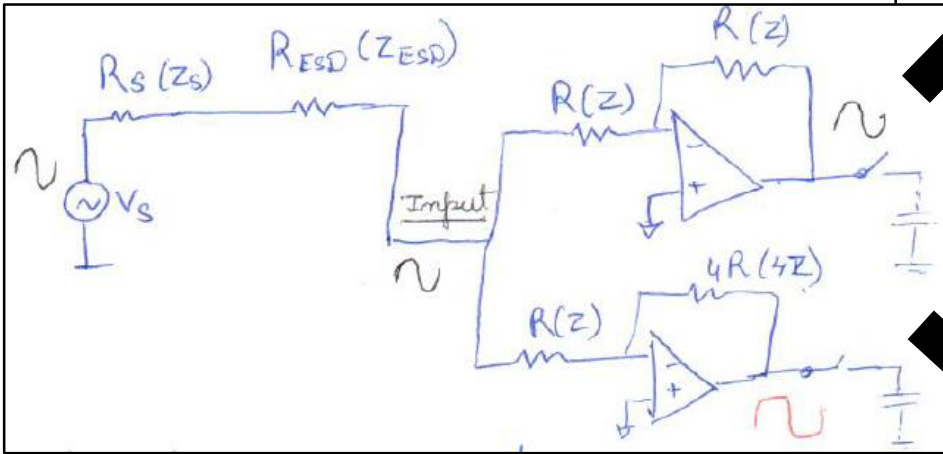 R(Z)
RS(ZS)
RESD(ZESD)
R(Z)
-
+
VS
Input
4R(4Z)
R(Z)
-
+